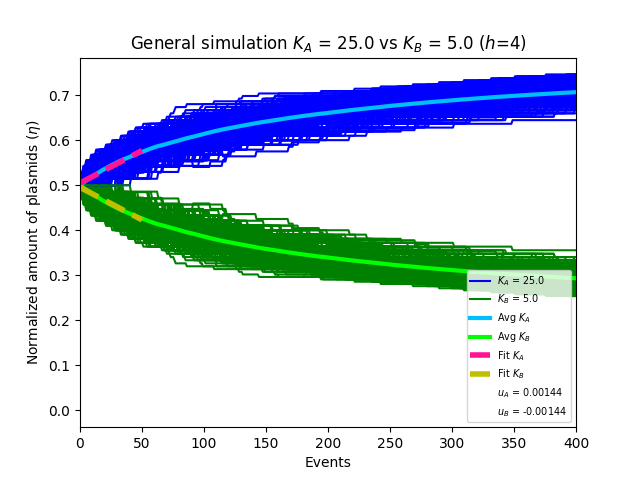 General simulation K_A = 25.0 vs K_B = 5.0 (h=4)
Normalized amount of plasmids (η)
0.7
0.6
0.5
0.4
0.3
0.2
0.1
0.0
K_A = 25.0
K_B = 5.0
Avg K_A
Avg K_B
Fit K_A
Fit K_B
u_A = 0.00144
u_B = -0.00144
0 50 100 150 200 250 300 350 400
Events